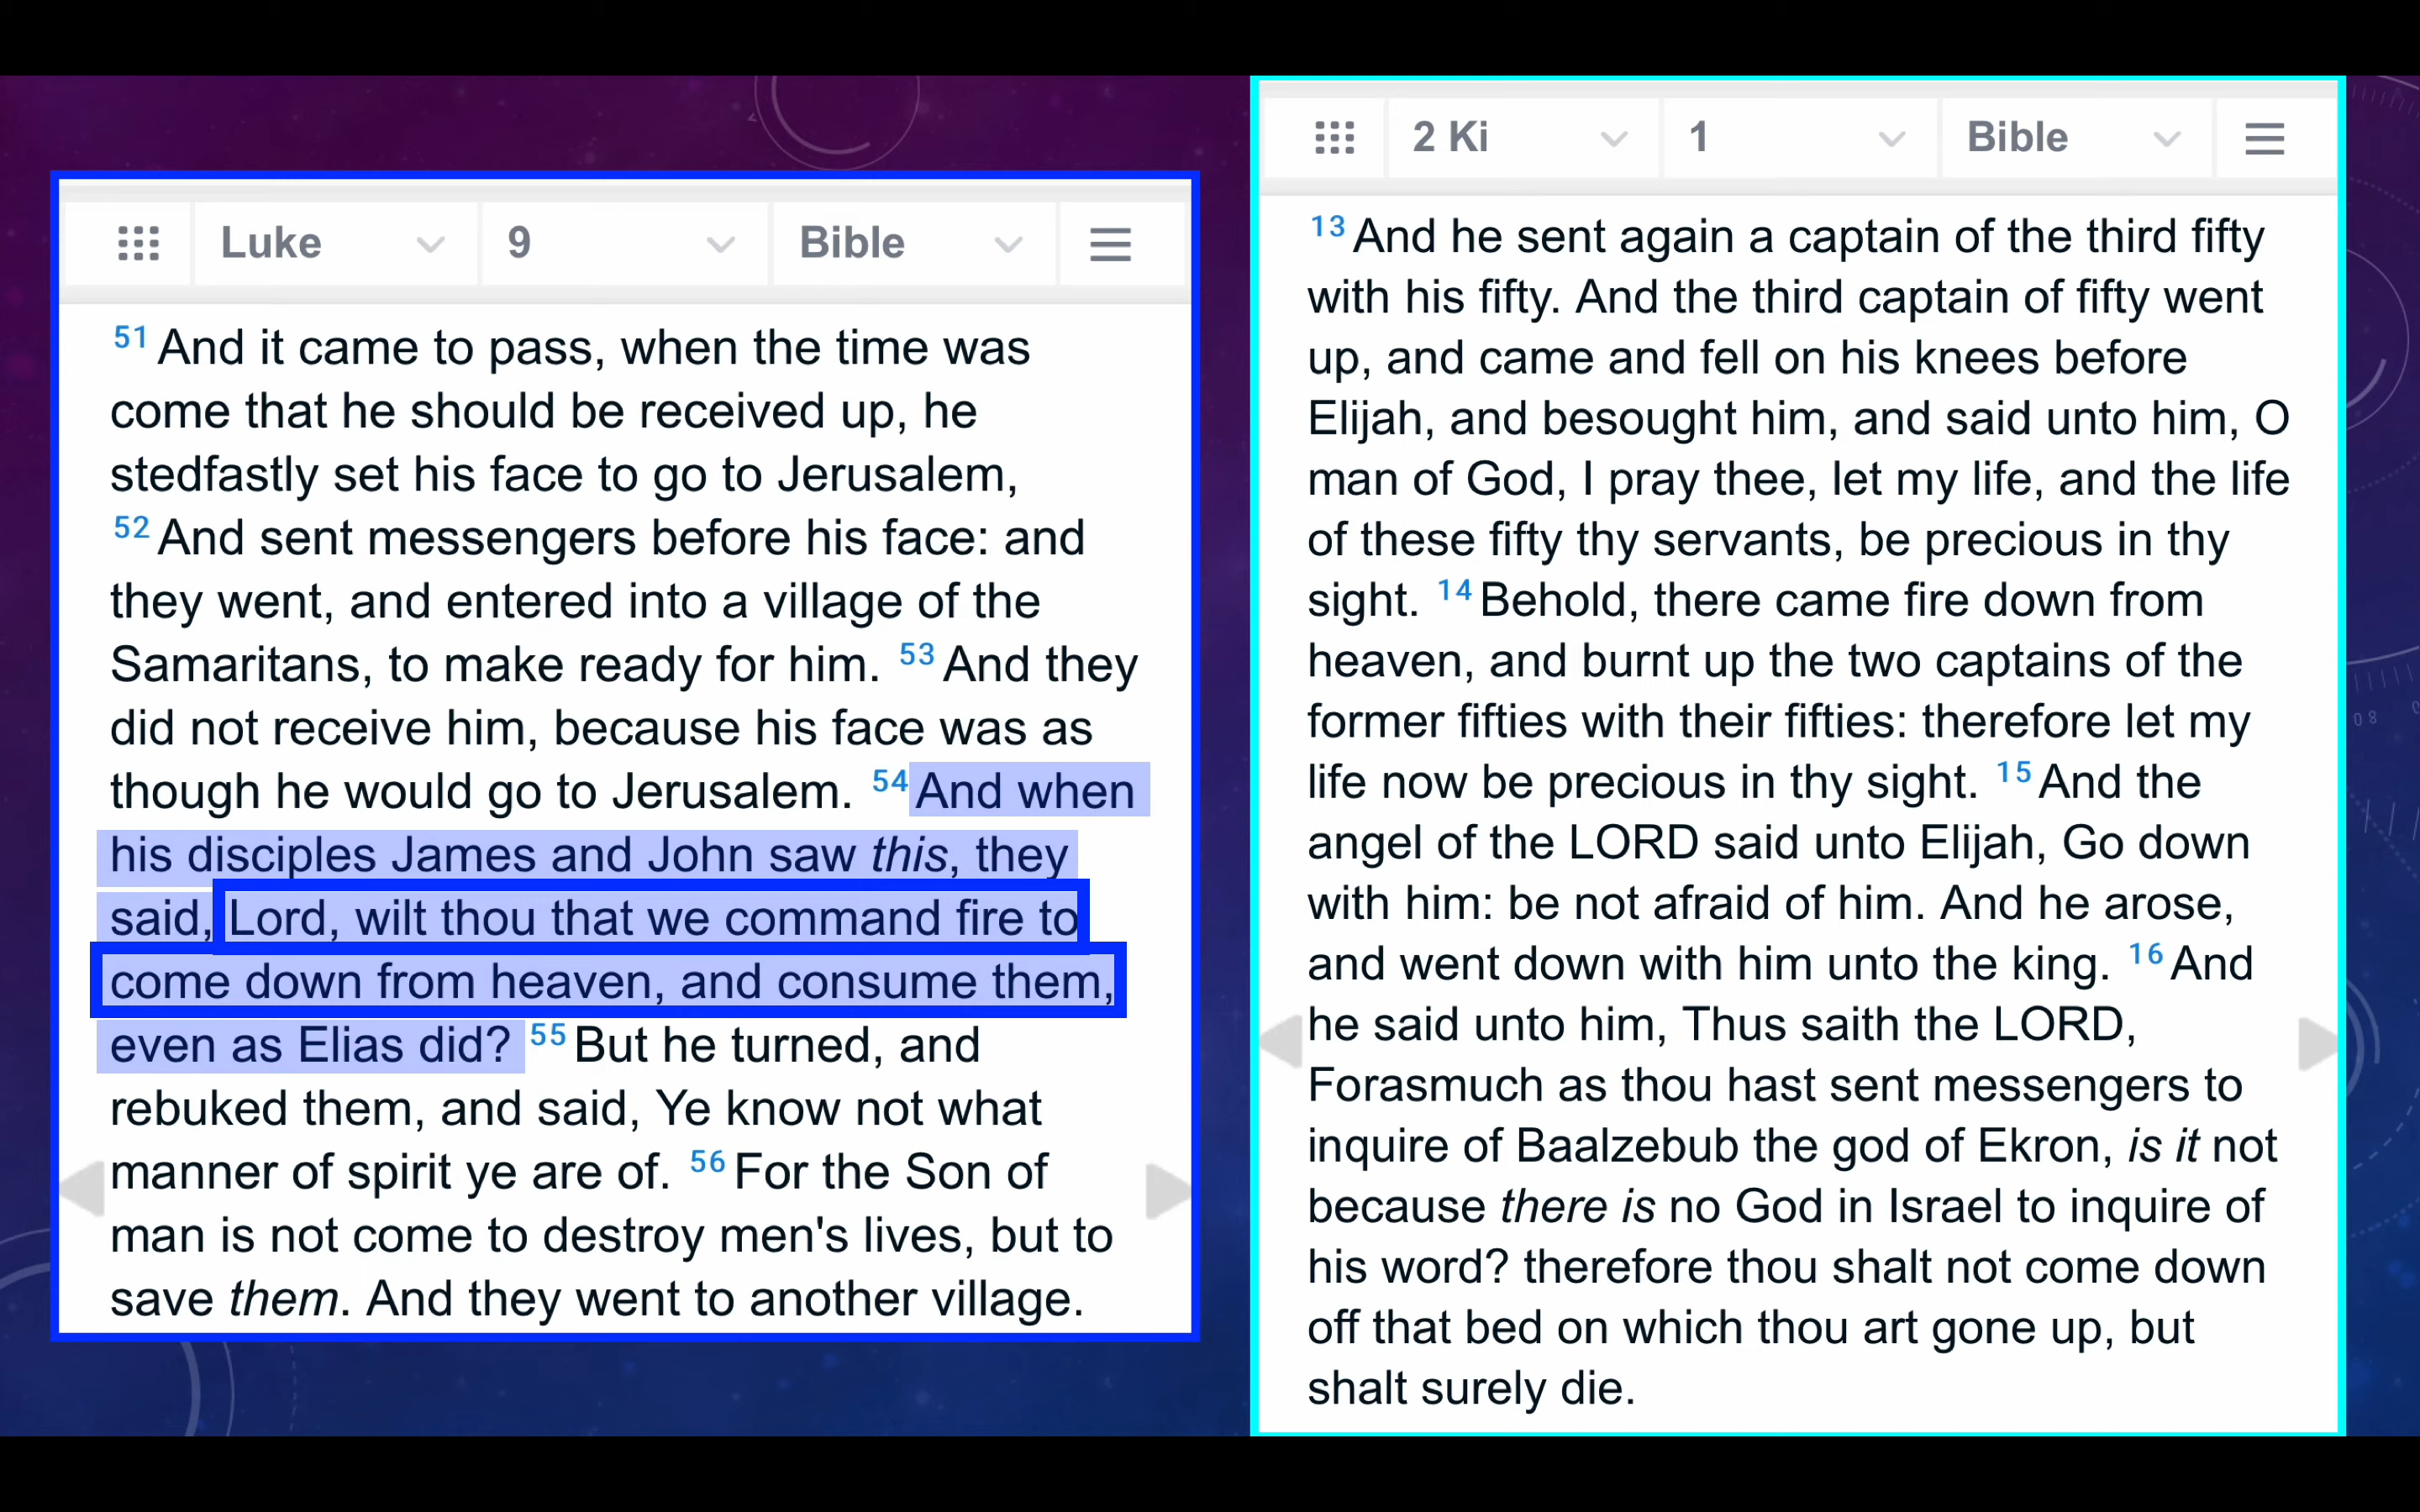 Luke 9 Bible
51 And it came to pass, when the time was
come that he should be received up, he
stedfastly set his face to go to Jerusalem,
52 And sent messengers before his face: and
they went, and entered into a village of the
Samaritans, to make ready for him. 53 And they
did not receive him, because his face was as
though he would go to Jerusalem. 54 And when
his disciples James and John saw this, they
said, Lord, wilt thou that we command fire to
come down from heaven, and consume them,
even as Elias did? 55 But he turned, and
rebuked them, and said, Ye know not what
manner of spirit ye are of. 56 For the Son of
man is not come to destroy men's lives, but to
save them. And they went to another village.
2 Ki 1 Bible
13 And he sent again a captain of the third fifty
with his fifty. And the third captain of fifty went
up, and came and fell on his knees before
Elijah, and besought him, and said unto him, O
man of God, I pray thee, let my life, and the life
of these fifty thy servants, be precious in thy
sight. 14 Behold, there came fire down from
heaven, and burnt up the two captains of the
former fifties with their fifties: therefore let my
life now be precious in thy sight. 15 And the
angel of the LORD said unto Elijah, Go down
with him: be not afraid of him. And he arose,
and went down with him unto the king. 16 And
he said unto him, Thus saith the LORD,
Forasmuch as thou hast sent messengers to
inquire of Baalzebub the god of Ekron, is it not
because there is no God in Israel to inquire of
his word? therefore thou shalt not come down
off that bed on which thou art gone up, but
shalt surely die.